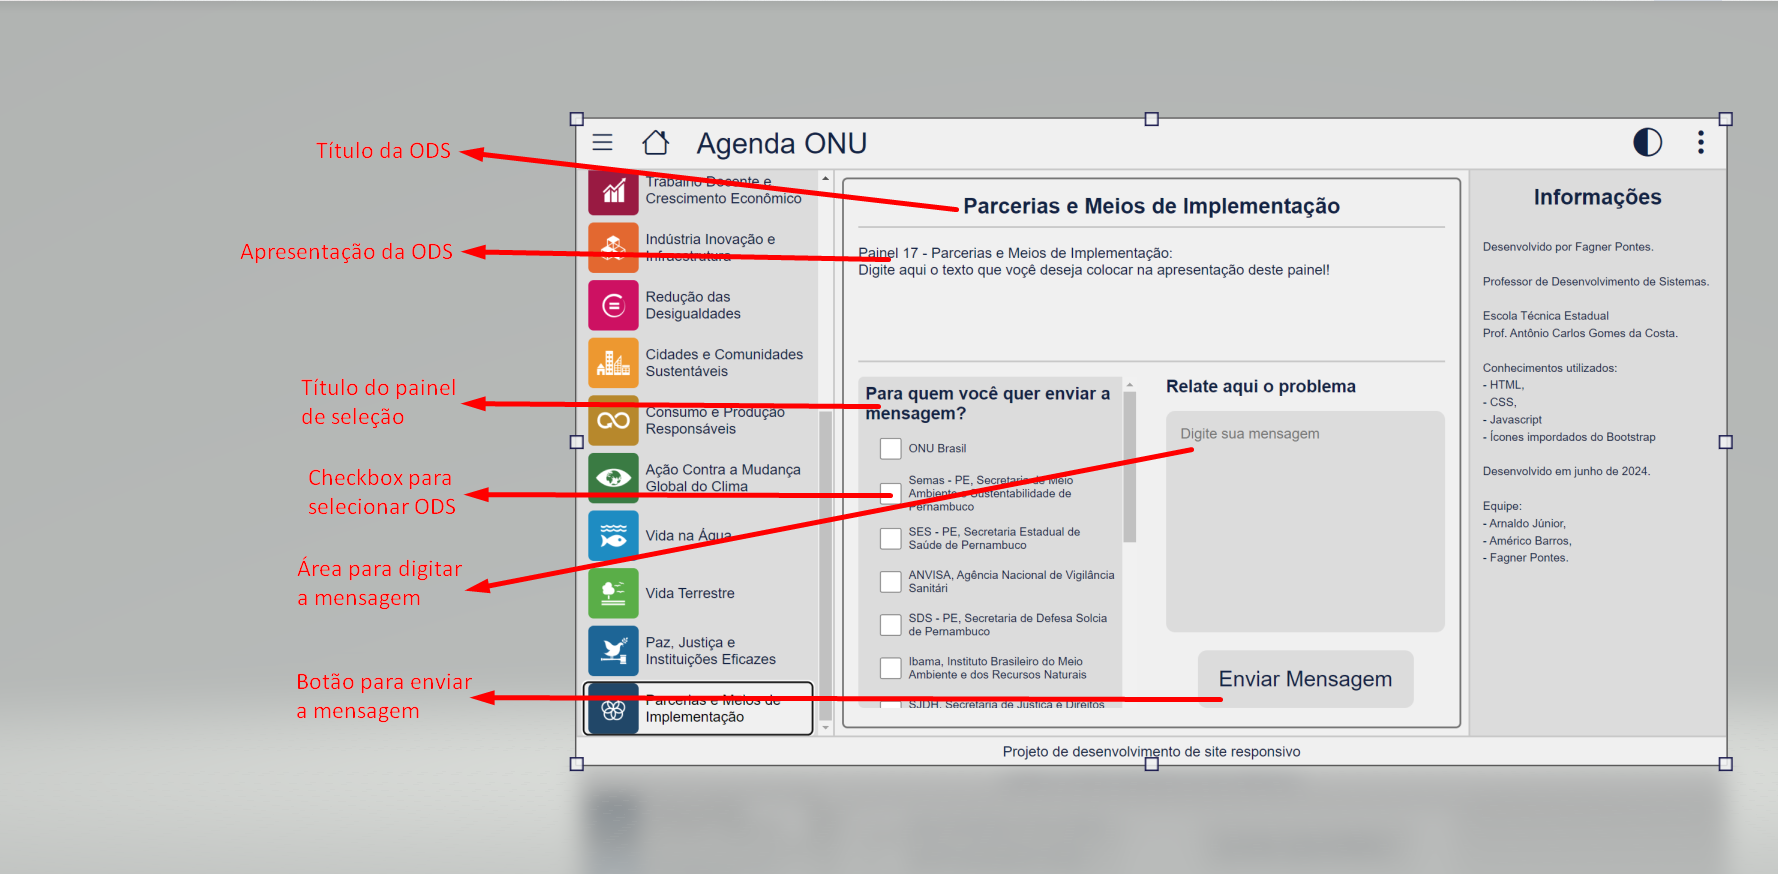 Título da ODS
Apresentação da ODS
Título do painel
de seleção
Checkbox para
selecionar ODS
Área para digitar
a mensagem
Botão para enviar
a mensagem
Agenda ONU
Trabalho Decente e
Crescimento Econômico
Indústria Inovação e
Infraestrutura
Redução das
Desigualdades
Cidades e Comunidades
Sustentáveis
Consumo e Produção
Responsáveis
Ação Contra a Mudança
Global do Clima
Vida na Água
Vida Terrestre
Paz, Justiça e
Instituições Eficazes
Parcerias e Meios de
Implementação
Parcerias e Meios de Implementação
Painel 17 - Parcerias e Meios de Implementação:
Digite aqui o texto que voçê deseja colocar na apresentação deste painel!
Para quem você quer enviar a
mensagem?
ONU Brasil
Semas - PE, Secretaria de Meio
Ambiente e Sustentabilidade de
Pernambuco
SES - PE, Secretaria Estadual de
Saúde de Pernambuco
ANVISA, Agência Nacional de Vigilância
Sanitári
SDS - PE, Secretaria de Defesa Solcia
de Pernambuco
Ibama, Instituto Brasileiro do Meio
Ambiente e dos Recursos Naturais
SJDH, Secretaria de Justiça e Direitos
Relate aqui o problema
Digite sua mensagem
Enviar Mensagem
Informações
Desenvolvido por Fagner Pontes.
Professor de Desenvolvimento de Sistemas.
Escola Técnica Estadual
Prof. Antônio Carlos Gomes da Costa.
Conhecimentos utilizados:
- HTML,
- CSS,
- Javascript
- Ícones impordados do Bootstrap
Desenvolvido em junho de 2024.
Equipe:
- Arnaldo Júnior,
- Américo Barros,
- Fagner Pontes.
Projeto de desenvolvimento de site responsivo